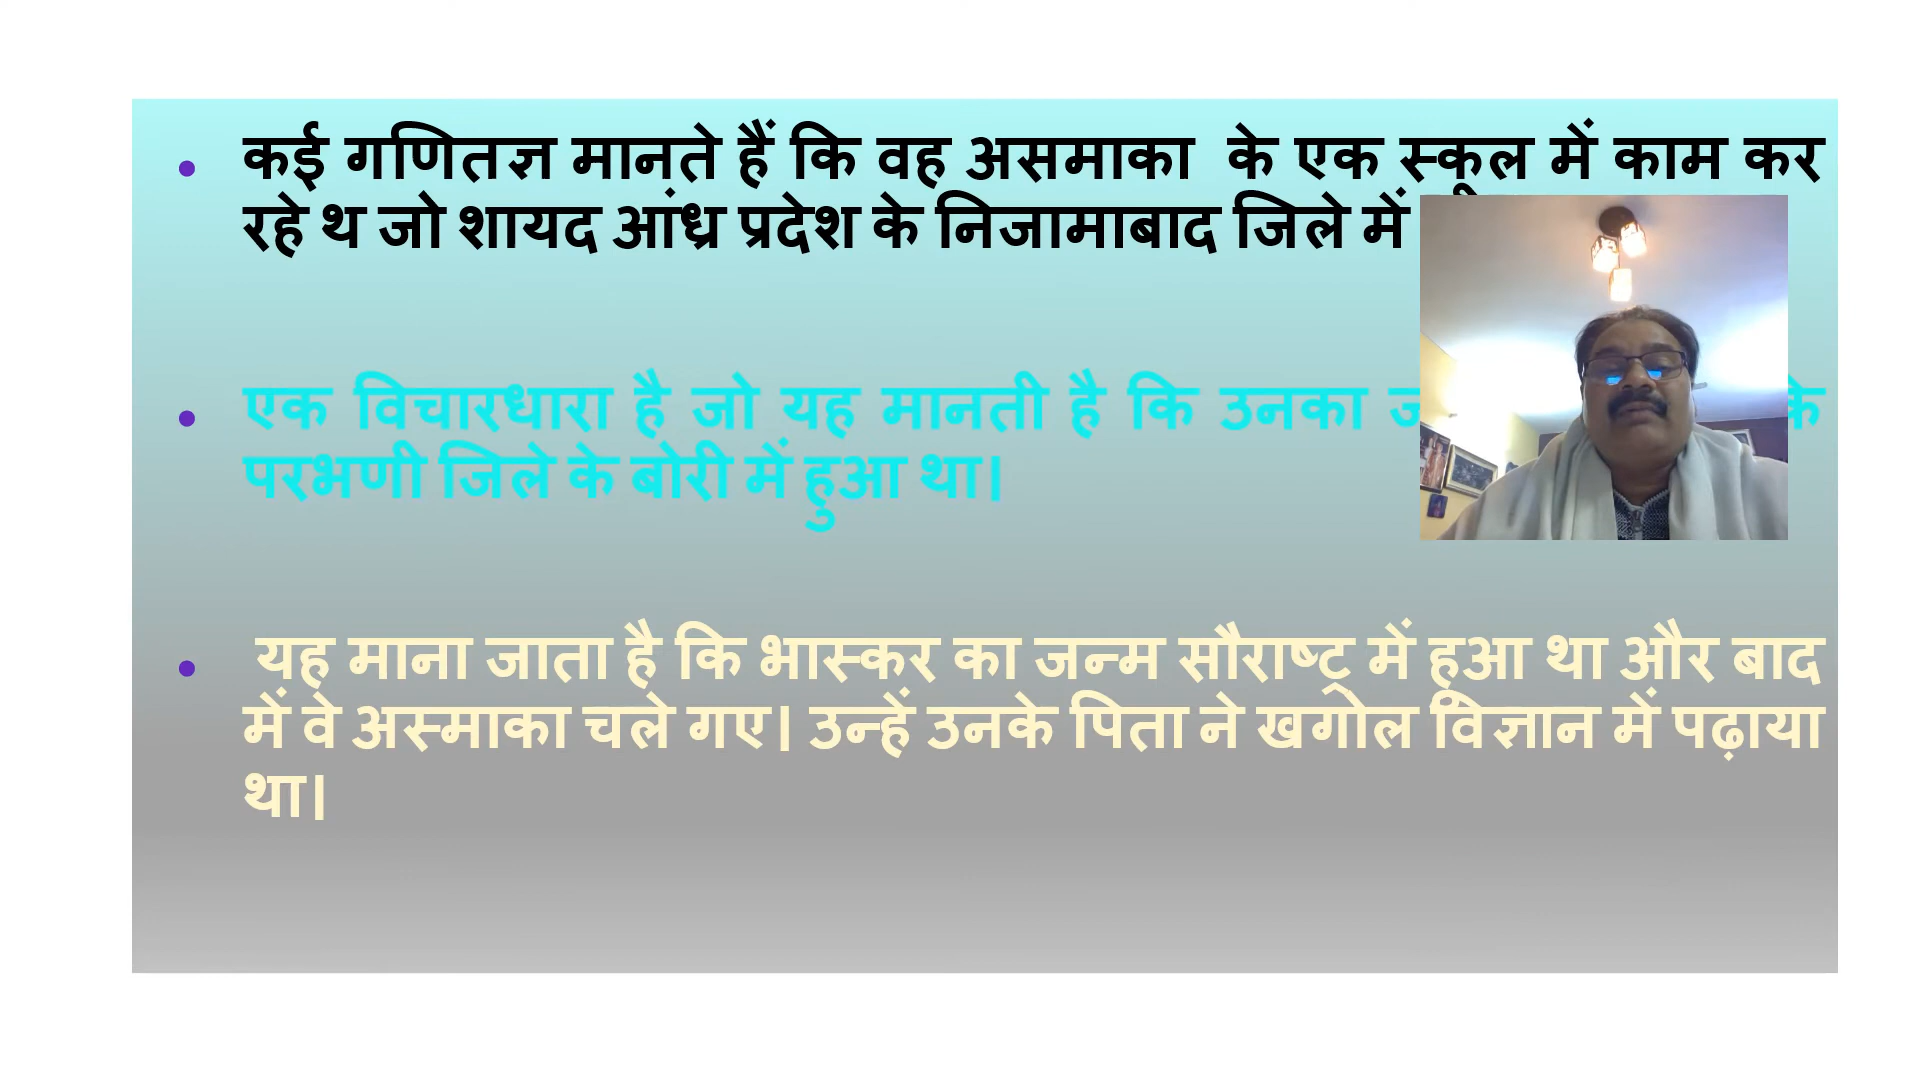 कई गणितज्ञ मानते हैं कि वह असमाका के एक स्कूल में काम कर
रहे थ जो शायद आंध्र प्रदेश के निजामाबाद जिले में
एक विचारधारा है जो यह मानती है कि उनका के
परभणी जिले के बोरी में हुआ था।
यह माना जाता है कि भास्कर का जन्म सौराष्ट्र में हुआ था और बाद
में वे अस्माका चले गए। उन्हें उनके पिता ने खगोल विज्ञान में पढ़ाया
था।